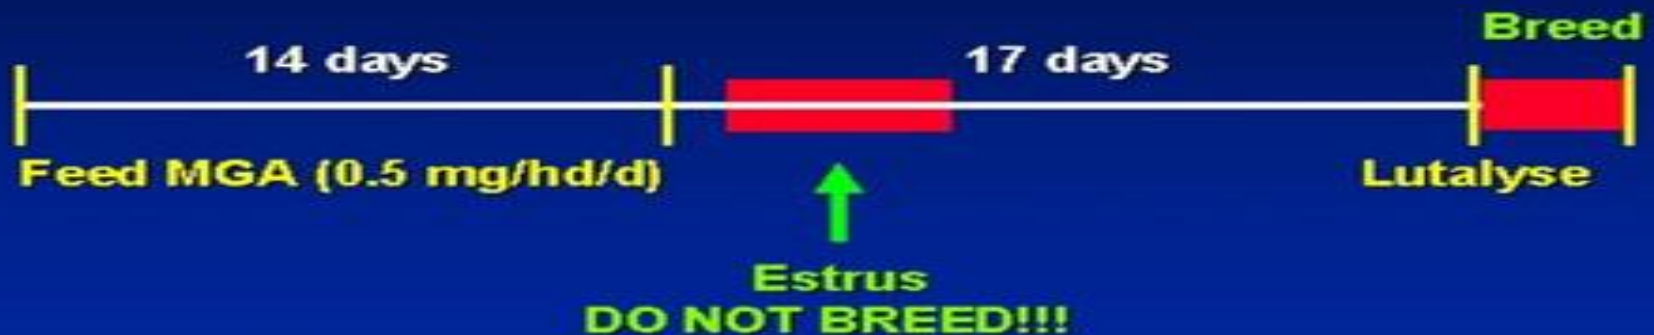 Breed
14 days
17 days
Feed MGA (0.5 mg/hd/d)
Lutalyse
Estrus
DO NOT BREED!!!